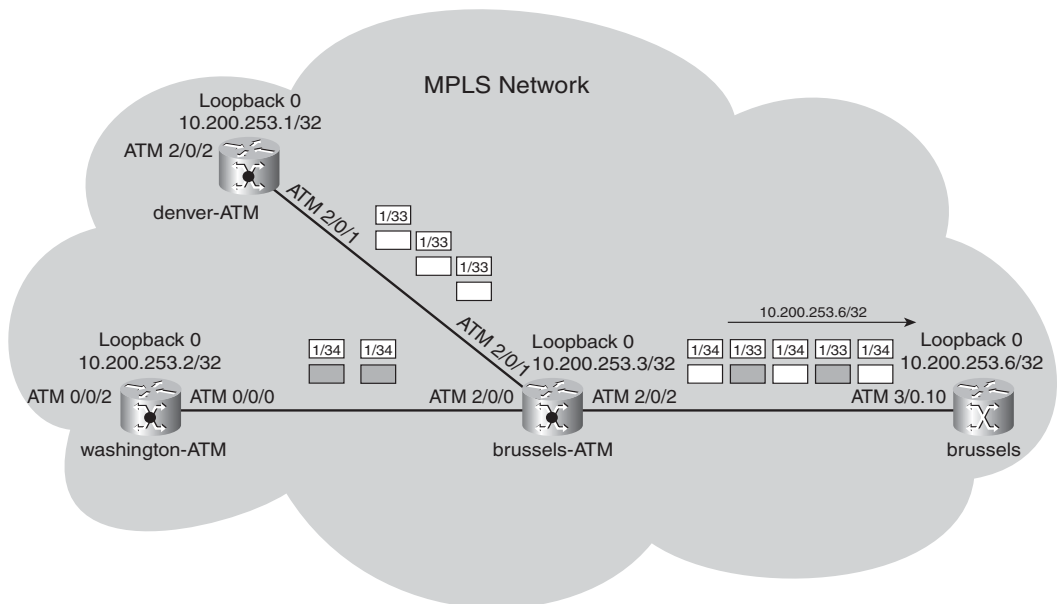 MPLS Network
Loopback 0
10.200.253.1/32
ATM 2/0/2
denver-ATM
ATM 2/0/1
1/33
1/33
1/33
ATM 2/0/1
Loopback 0
10.200.253.2/32
ATM 0/0/2
ATM 0/0/0
washington-ATM
1/34
1/34
ATM 2/0/0
Loopback 0
10.200.253.3/32
ATM 2/0/2
brussels-ATM
10.200.253.6/32
1/34
1/33
1/34
1/33
1/34
Loopback 0
10.200.253.6/32
ATM 3/0.10
brussels